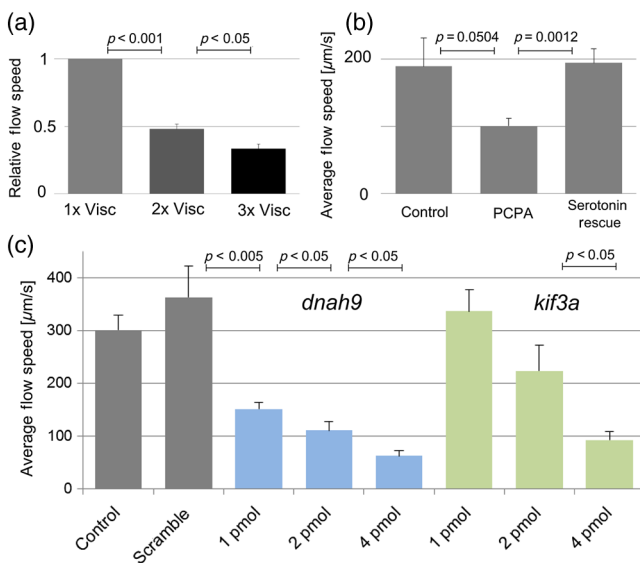 (a)
p < 0.001
p < 0.05
Relative flow speed
1
0.5
0
1x Visc
2x Visc
3x Visc
(b)
p = 0.0504
p = 0.0012
Average flow speed [µm/s]
200
0
Control
PCPA
Serotonin
rescue
(c)
p < 0.005
p < 0.05
p < 0.05
p < 0.05
dnah9
kif3a
Average flow speed [µm/s]
400
300
200
100
0
Control
Scramble
1 pmol
2 pmol
4 pmol
1 pmol
2 pmol
4 pmol